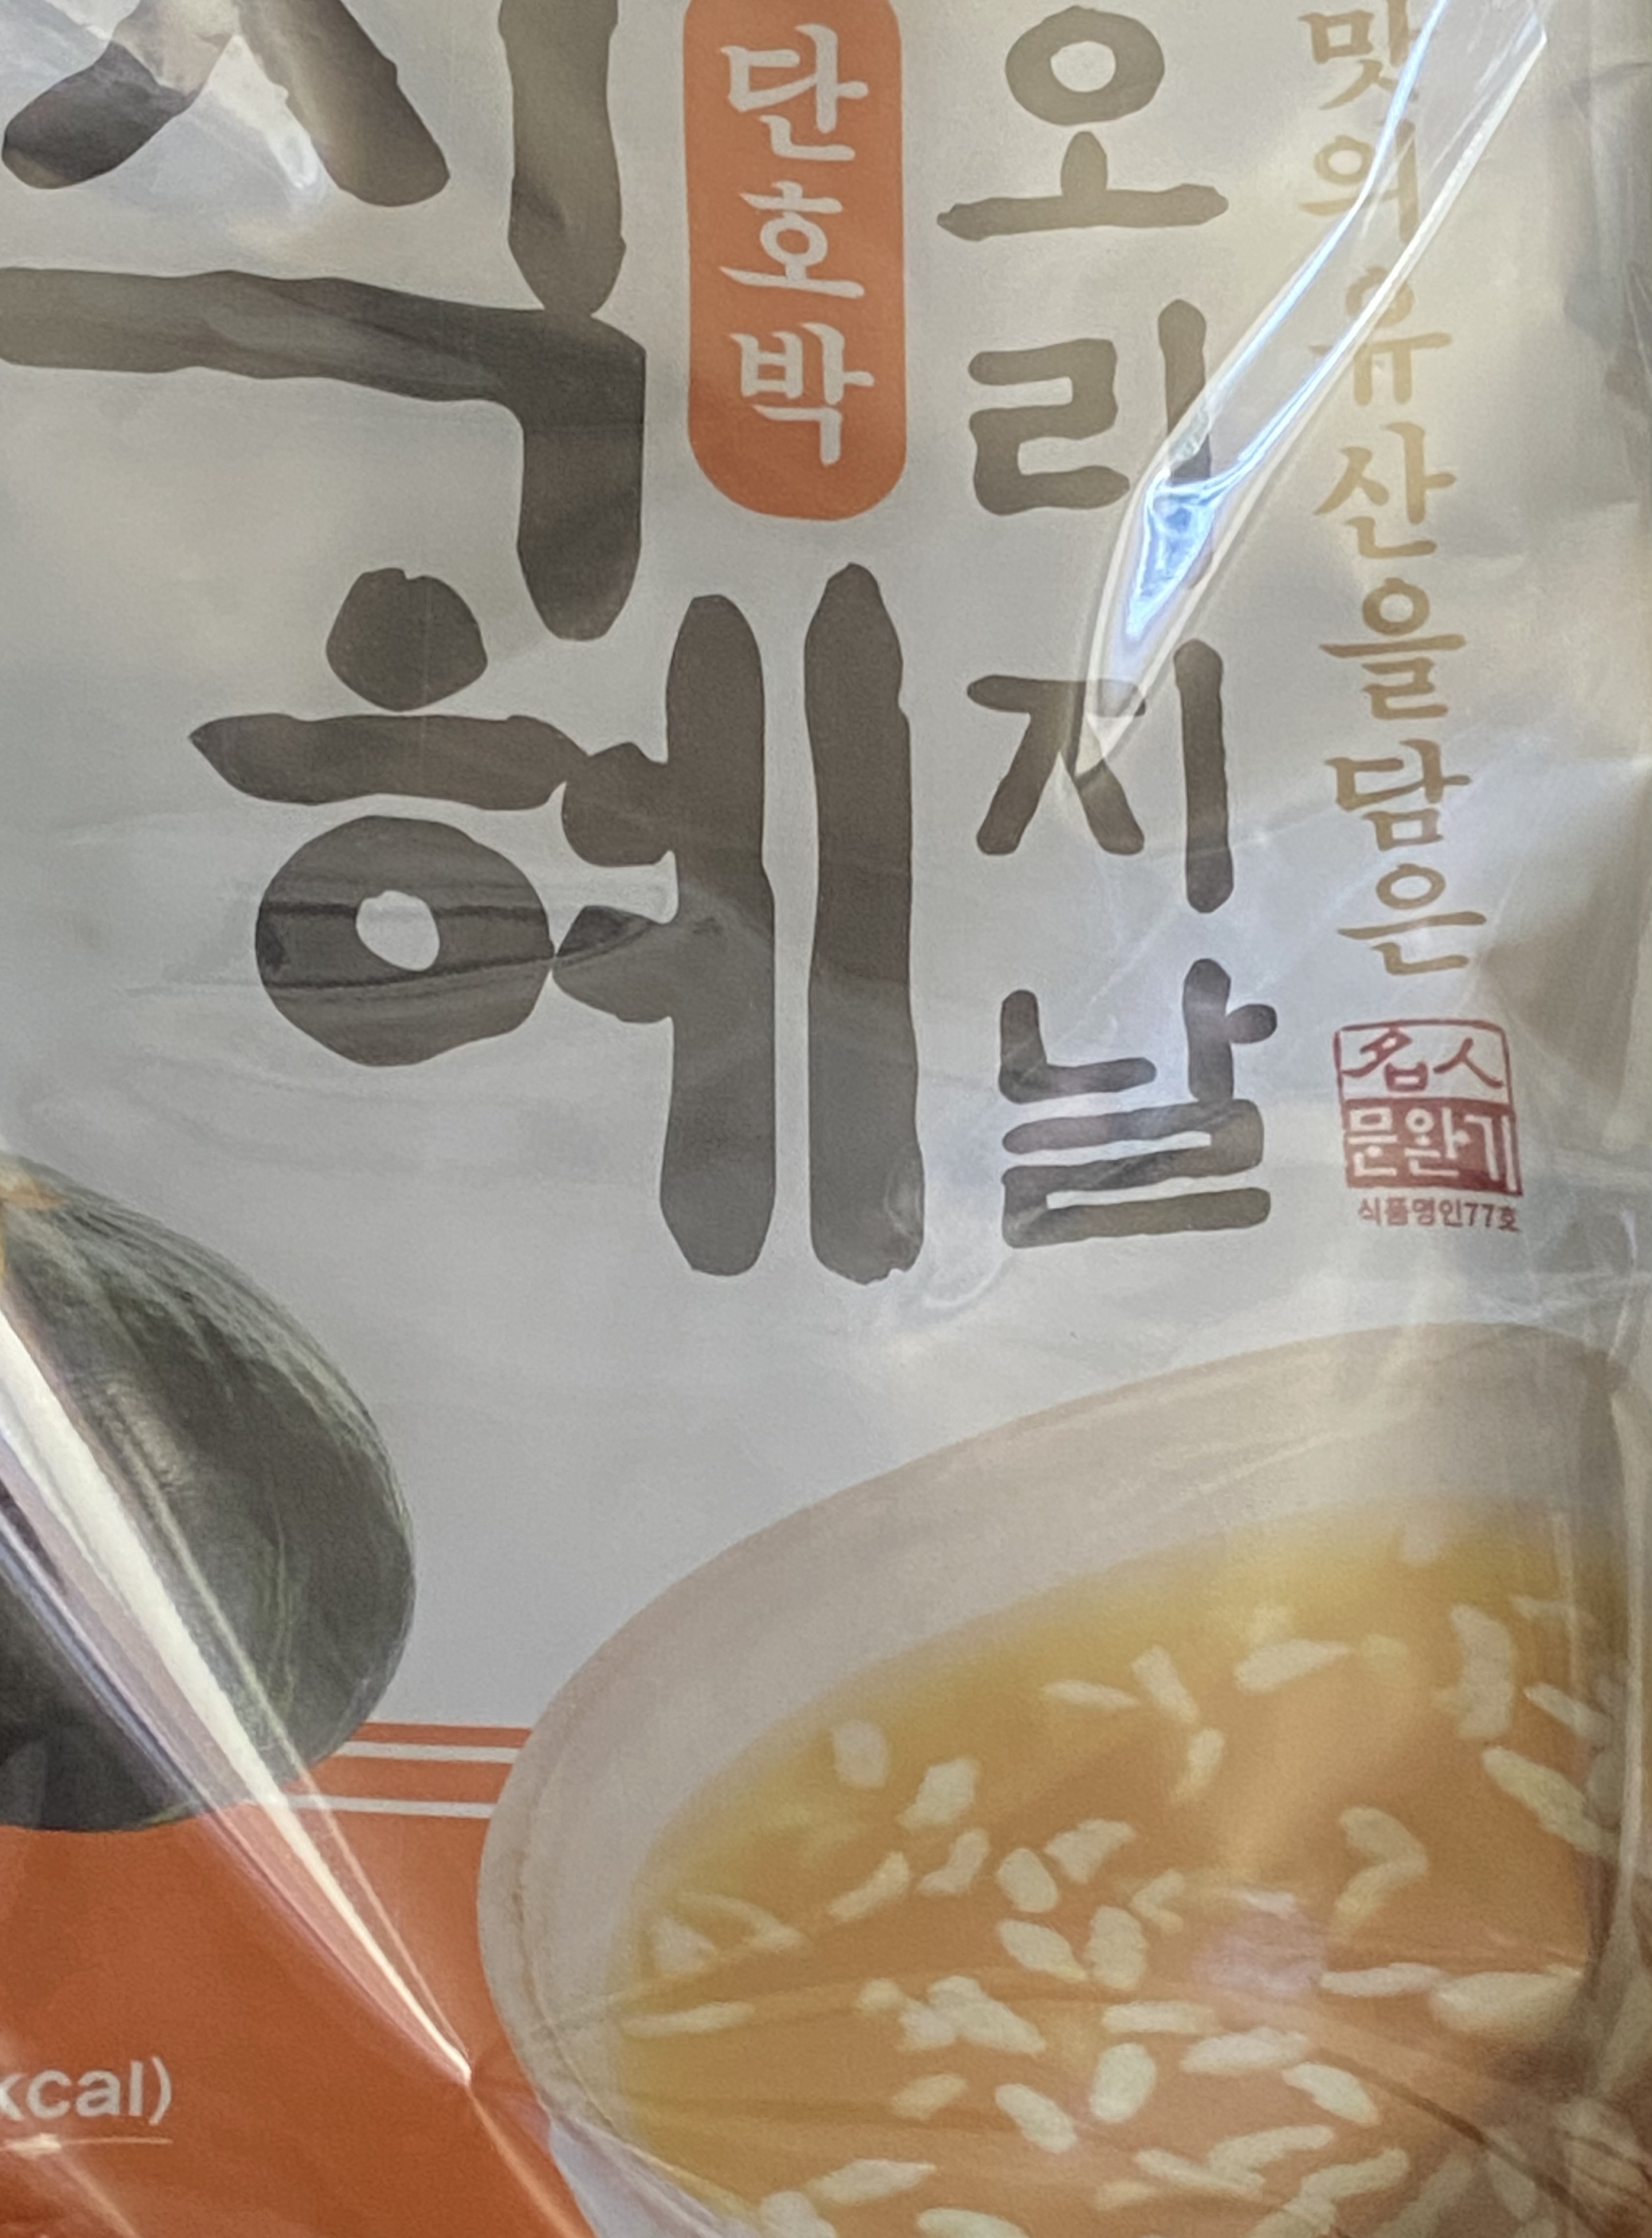 맛의 유산을 담은
名人
문완기
식품명인77호
오리지날
단호박
식혜
kcal)